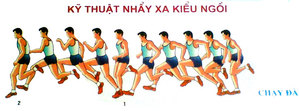 KỸ THUẬT NHẢY XA KIỂU NGỒI
CHẠY ĐÀ
2 1